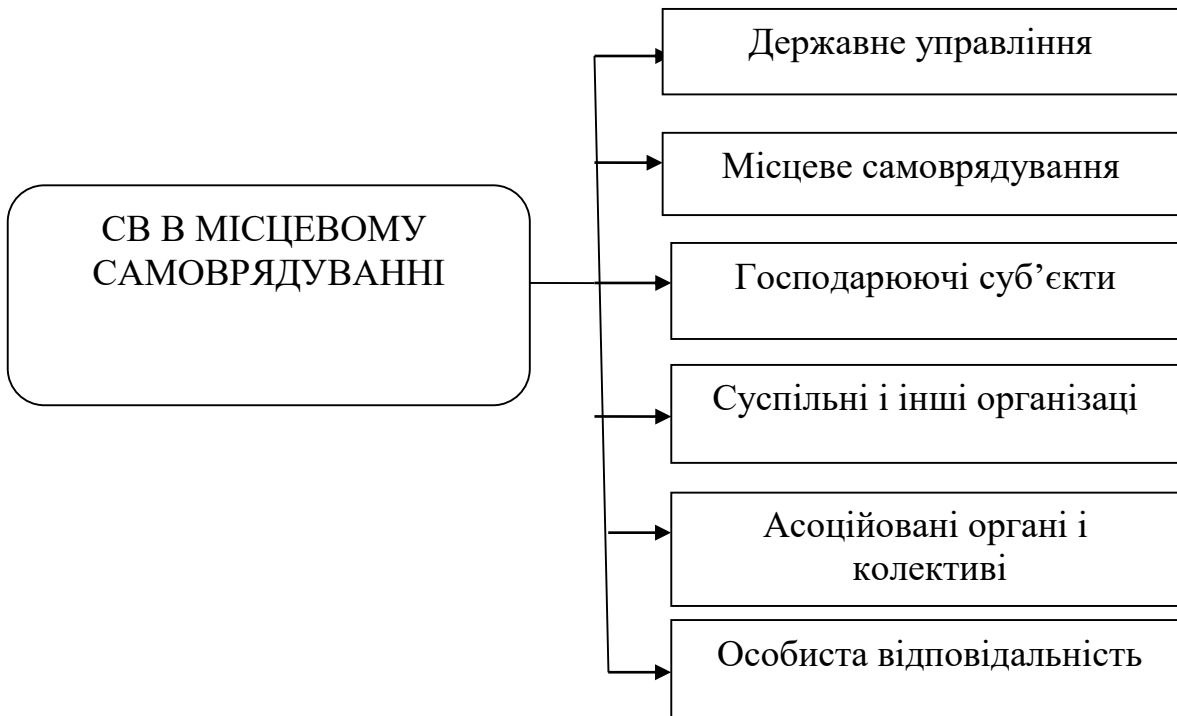 Державне управління
Місцеве самоврядування
СВ В МІСЦЕВОМУ
САМОВРЯДУВАННІ
Господарюючі суб’єкти
Суспільні і інші організаці
Асоційовані органі і
колективі
Особиста відповідальність